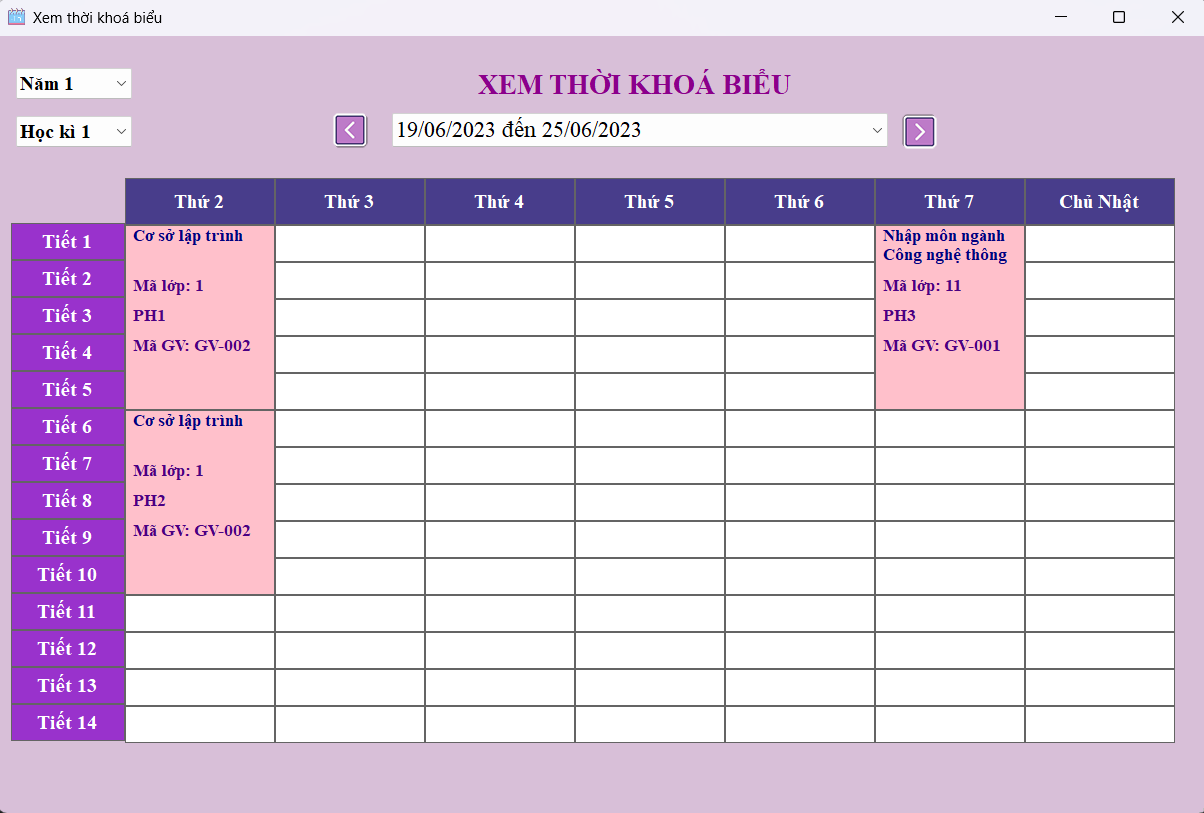 Xem thời khoá biểu
Năm 1
XEM THỜI KHOÁ BIỂU
Học kì 1
19/06/2023 đến 25/06/2023
Thứ 2
Thứ 3
Thứ 4
Thứ 5
Thứ 6
Thứ 7
Chủ Nhật
Tiết 1
Tiết 2
Tiết 3
Tiết 4
Tiết 5
Tiết 6
Tiết 7
Tiết 8
Tiết 9
Tiết 10
Tiết 11
Tiết 12
Tiết 13
Tiết 14
Cơ sở lập trình
Mã lớp: 1
PH1
Mã GV: GV-002
Cơ sở lập trình
Mã lớp: 1
PH2
Mã GV: GV-002
Nhập môn ngành
Công nghệ thông
Mã lớp: 11
PH3
Mã GV: GV-001